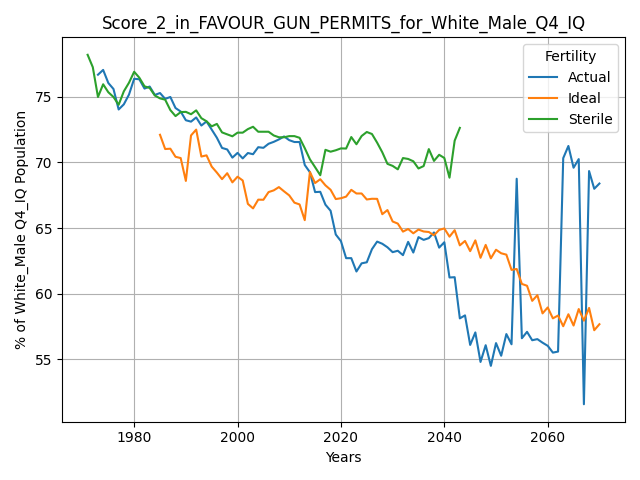 Score_2_in_FAVOUR_GUN_PERMITS_for_White_Male_Q4_IQ
% of White_Male Q4_IQ Population
75
70
65
60
55
Fertility
Actual
Ideal
Sterile
1980
2000
2020
2040
2060
Years